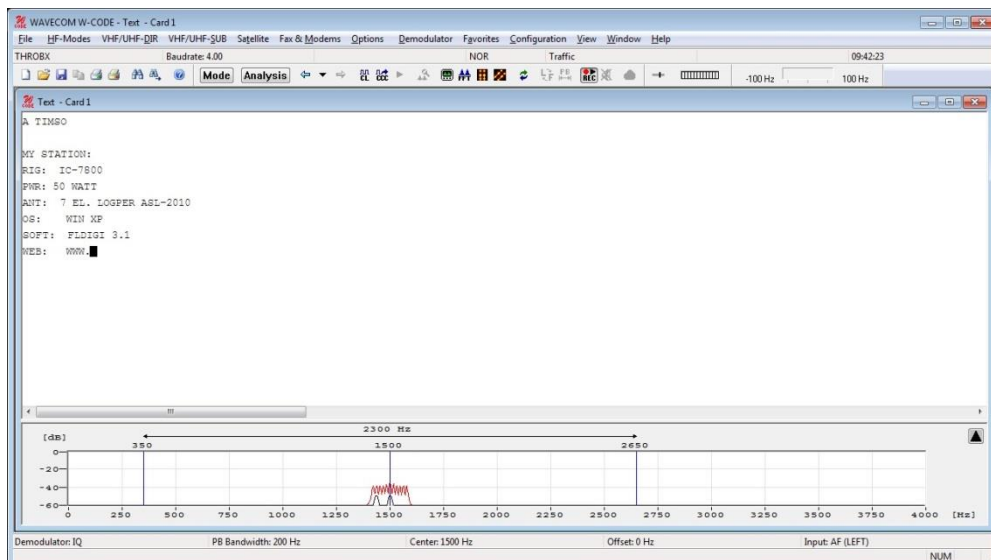 WAVECOM W-CODE - Text - Card 1
File HF-Modes VHF/UHF-DIR VHF/UHF-SUB Satellite Fax & Modems Options Demodulator Favorites Configuration View Window Help
THROBX Baudrate: 4.00 NOR Traffic 09:42:23
Mode Analysis REC -100 Hz 100 Hz
Text - Card 1
A TIMSO
MY STATION:
RIG: IC-7800
PWR: 50 WATT
ANT: 7 EL. LOGPER ASL-2010
OS: WIN XP
SOFT: FLDIGI 3.1
WEB: WWW.
2300 Hz
[dB]
350 1500 2650
0
-20
-40
-60
0 250 500 750 1000 1250 1500 1750 2000 2250 2500 2750 3000 3250 3500 3750 4000 [Hz]
Demodulator: IQ PB Bandwidth: 200 Hz Center: 1500 Hz Offset: 0 Hz Input: AF (LEFT)
NUM